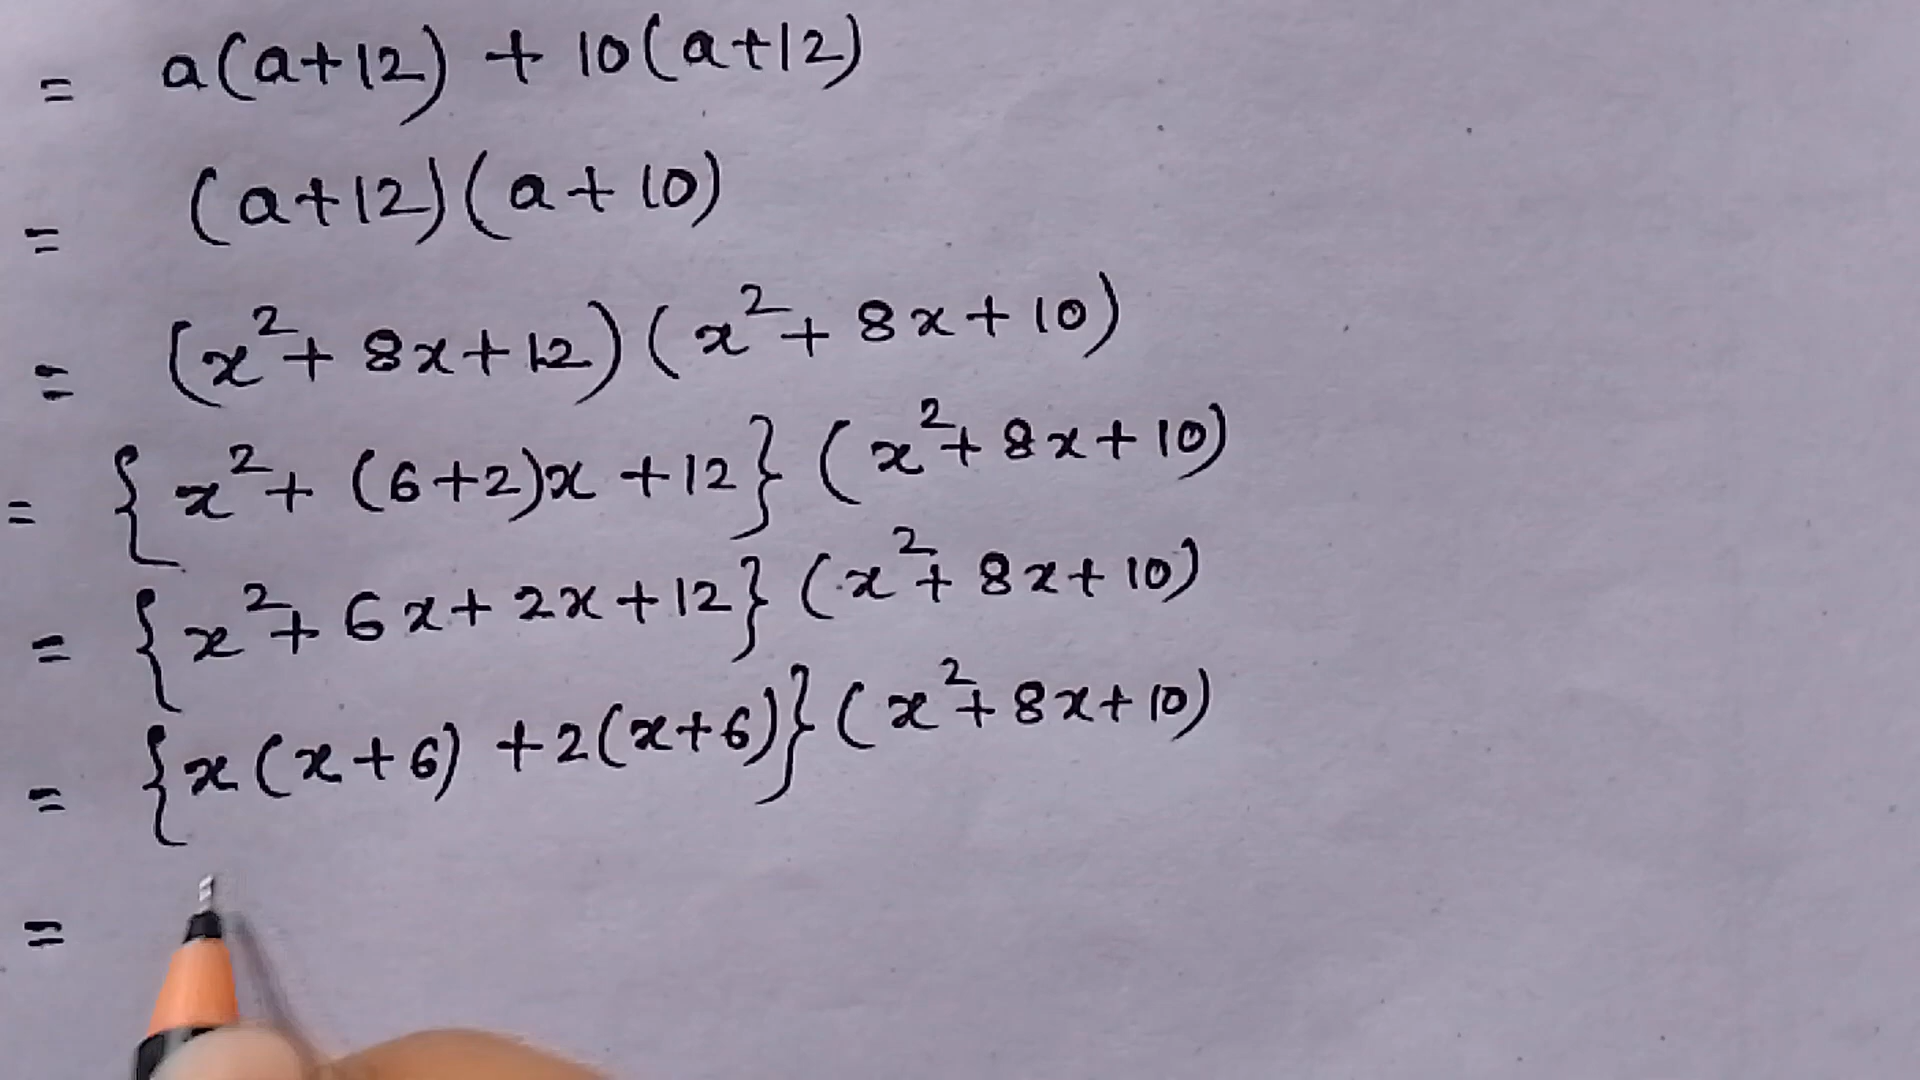 = a(a+12) + 10(a+12)
= (a+12)(a+10)
= (x²+8x+12)(x²+8x+10)
= {x²+(6+2)x+12}(x²+8x+10)
= {x²+6x+2x+12}(x²+8x+10)
= {x(x+6)+2(x+6)}(x²+8x+10)
=